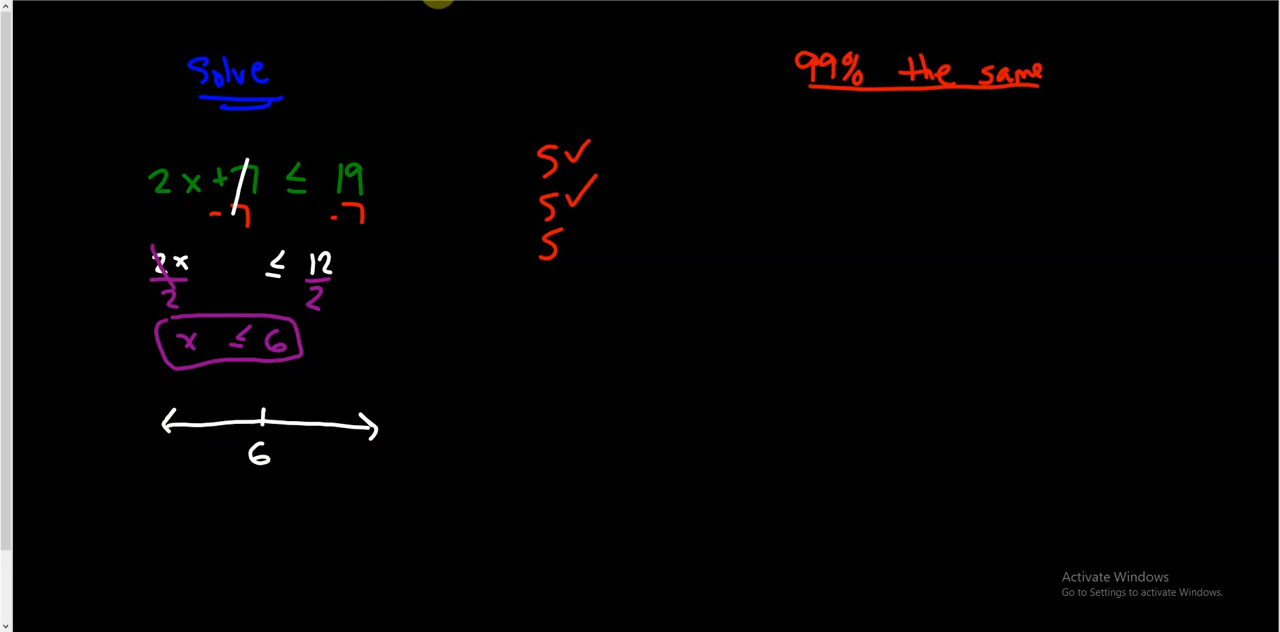 Solve
99% the same
2x+7 ≤ 19
-7 -7
2x ≤ 12
2 2
x ≤ 6
6
5✓
5✓
5
Activate Windows
Go to Settings to activate Windows.